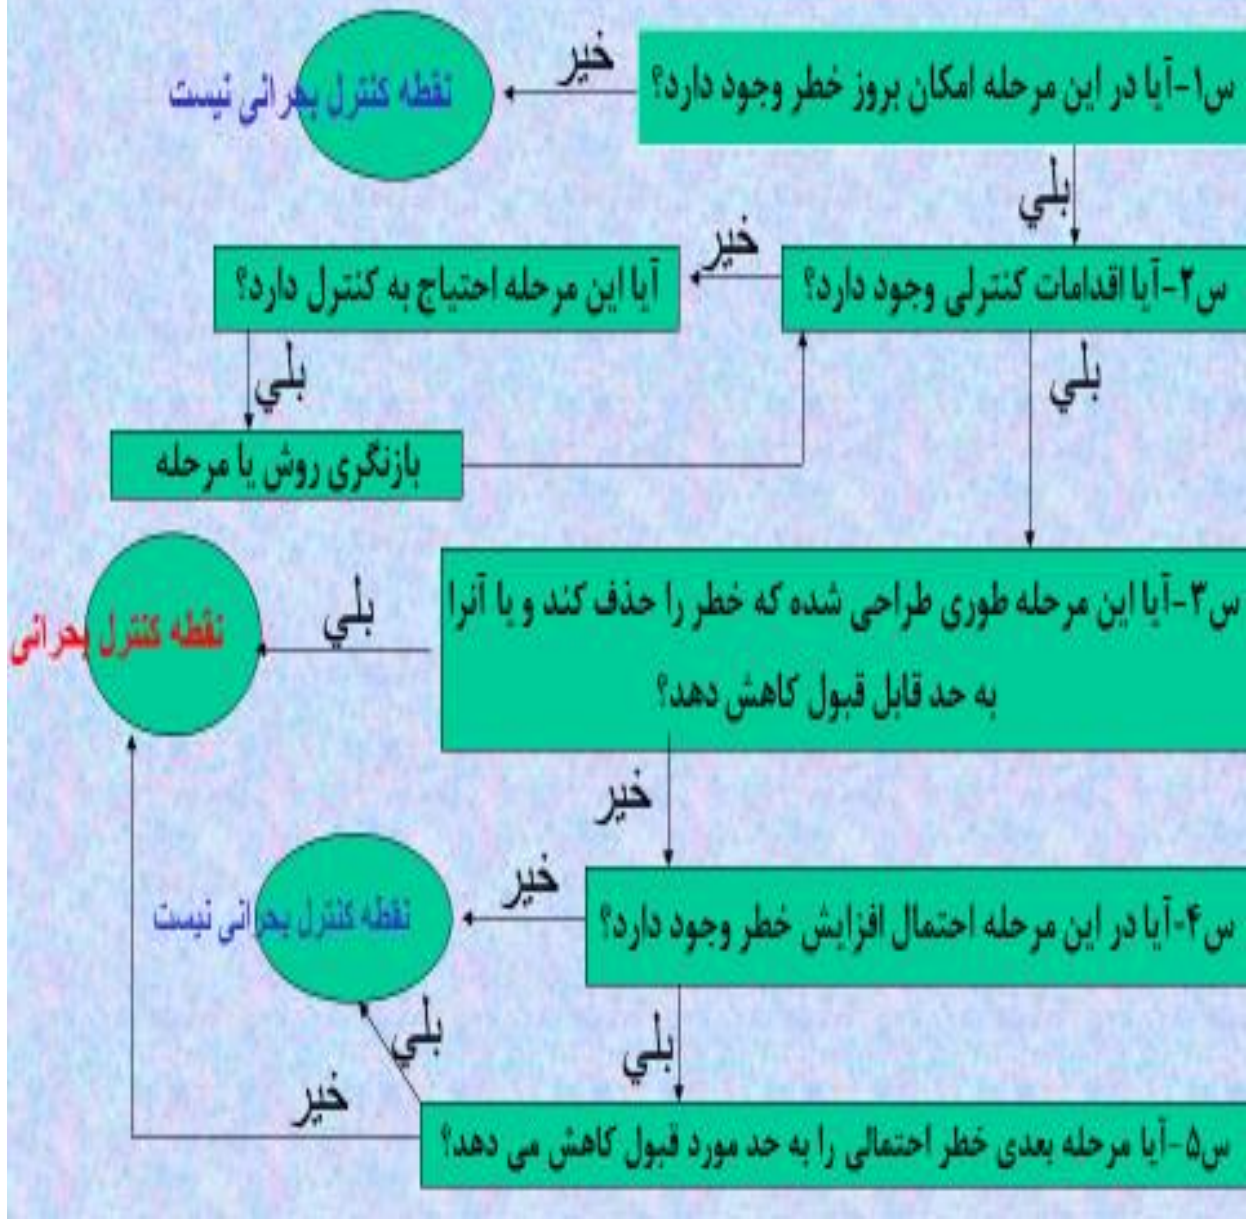 س۱-آیا در این مرحله امکان بروز خطر وجود دارد؟
خیر
نقطه کنترل بحرانی نیست
بلي
س۲-آیا اقدامات کنترلی وجود دارد؟
خیر
آیا این مرحله احتیاج به کنترل دارد؟
بلي
بلي
بازنگری روش یا مرحله
س۳-آیا این مرحله طوری طراحی شده که خطر را حذف کند و یا آنرا
به حد قابل قبول کاهش دهد؟
بلي
نقطه کنترل بحرانی
خیر
س۴-آیا در این مرحله احتمال افزایش خطر وجود دارد؟
خیر
نقطه کنترل بحرانی نیست
بلي
بلي
خیر
س۵-آیا مرحله بعدی خطر احتمالی را به حد مورد قبول کاهش می دهد؟